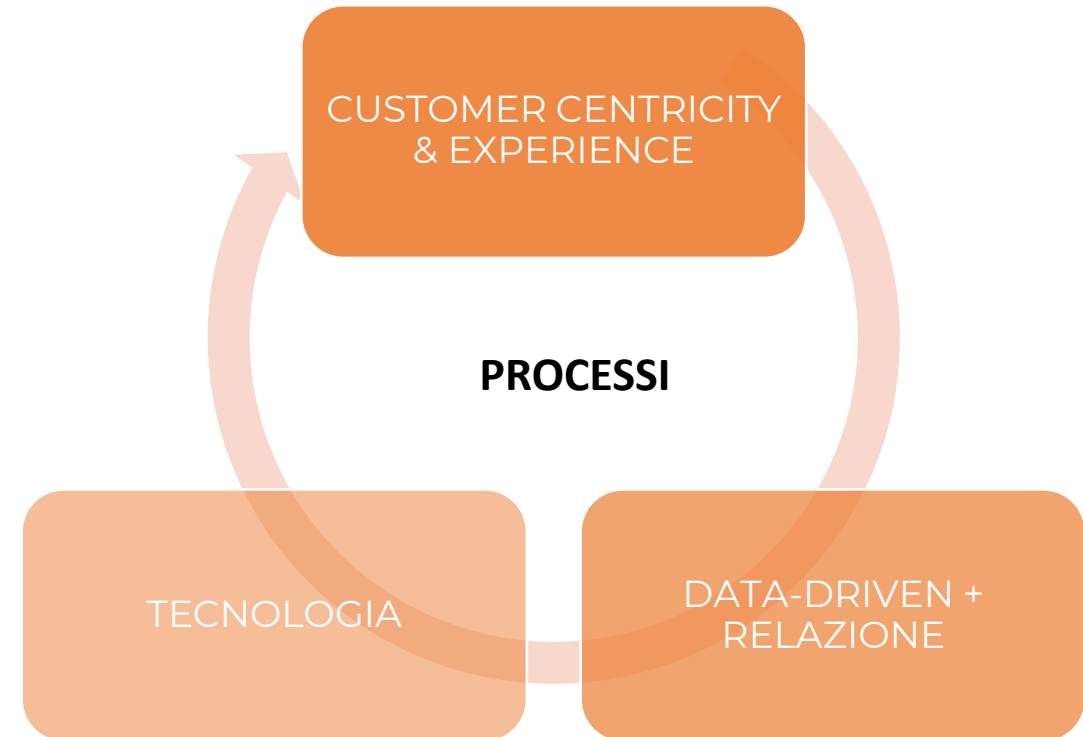 CUSTOMER CENTRICITY
& EXPERIENCE
PROCESSI
TECNOLOGIA
DATA-DRIVEN +
RELAZIONE